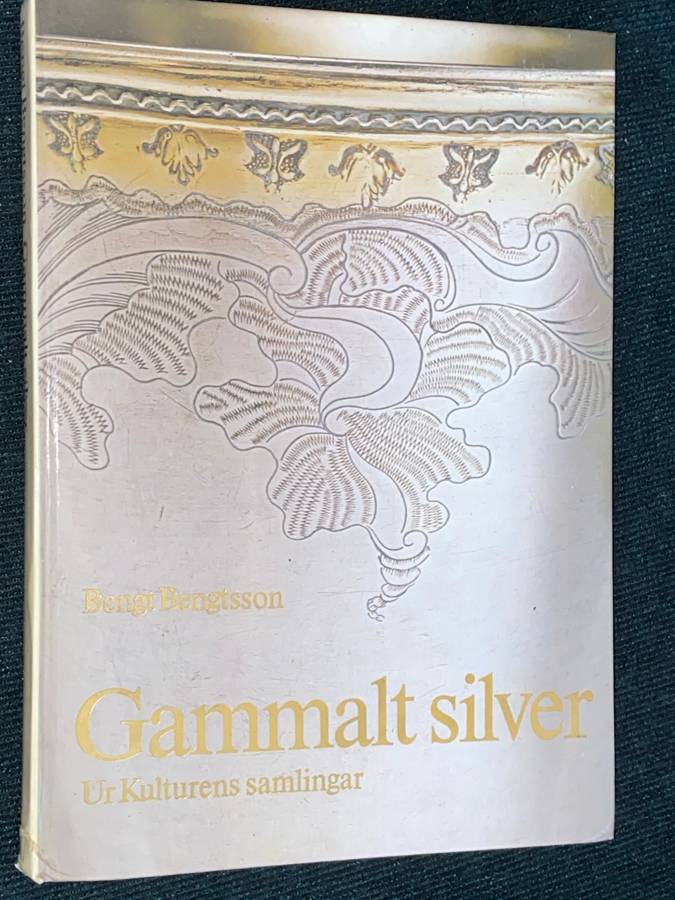 Bengt Bengtsson
Gammalt silver
Ur Kulturens samlingar